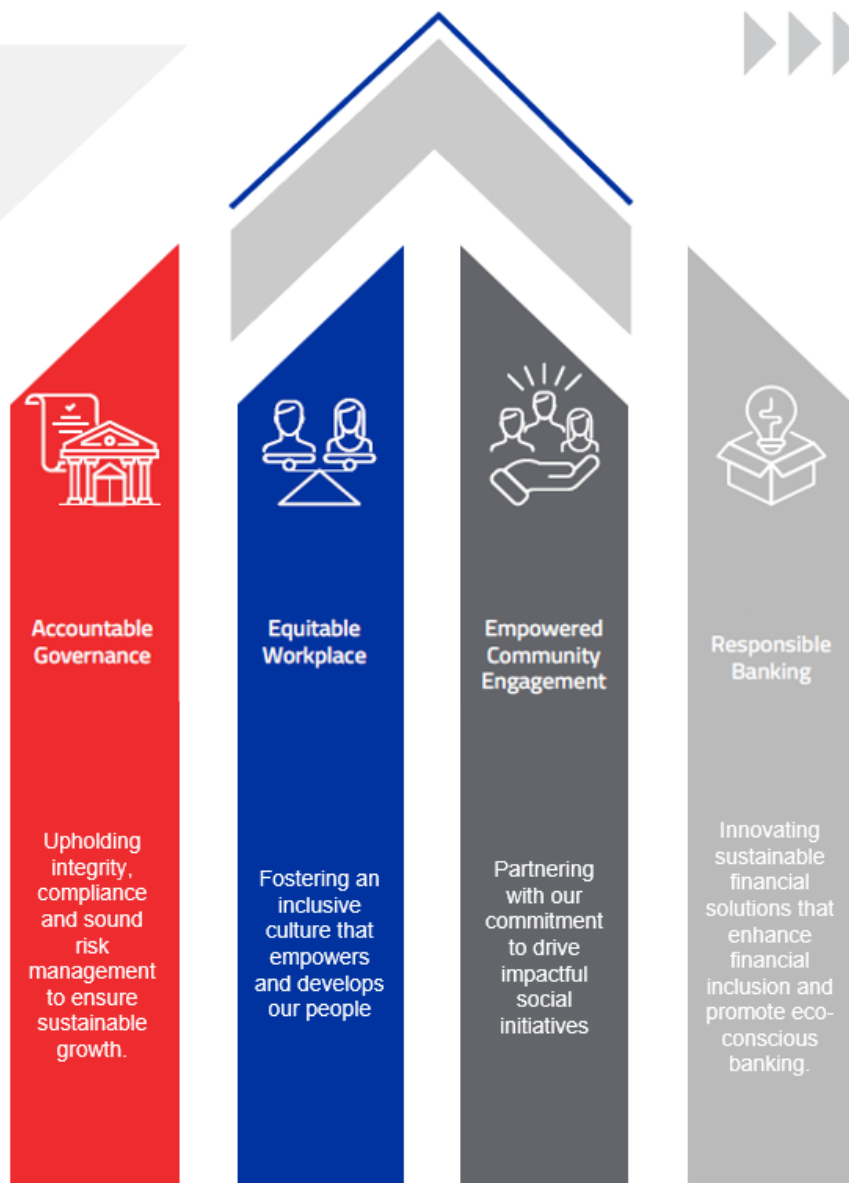 Accountable
Governance
Upholding
integrity,
compliance
and sound
risk
management
to ensure
sustainable
growth.
Equitable
Workplace
Fostering an
inclusive
culture that
empowers
and develops
our people
Empowered
Community
Engagement
Partnering
with our
commitment
to drive
impactful
social
initiatives
Responsible
Banking
Innovating
sustainable
financial
solutions that
enhance
financial
inclusion and
promote eco-
conscious
banking.